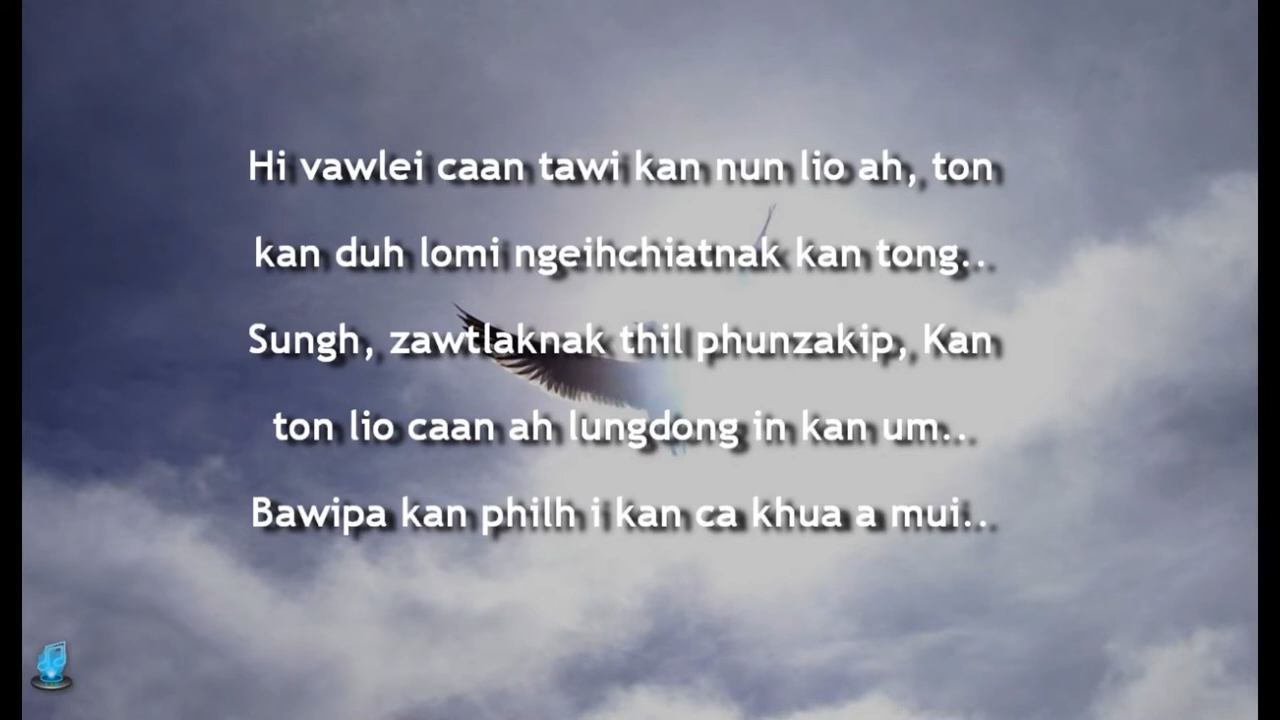 Hi vawlei caan tawi kan nun lio ah, ton
kan duh lomi ngeihchiatnak kan tong..
Sungh, zawtlaknak thil phunzakip, Kan
ton lio caan ah lungdong in kan um...
Bawipa kan philh i kan ca khua a mui...